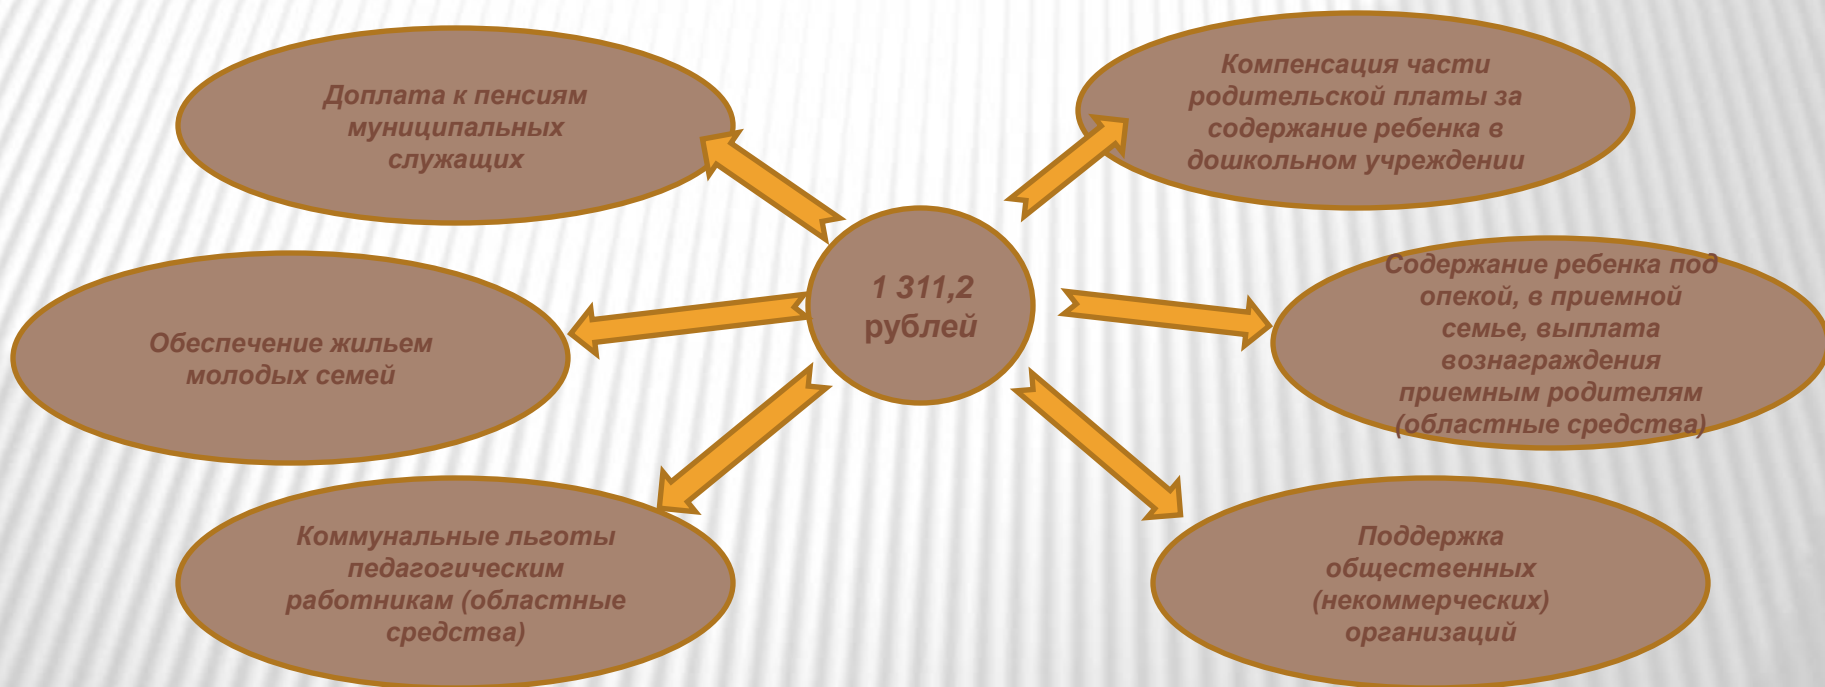 Доплата к пенсиям
муниципальных
служащих
Компенсация части
родительской платы за
содержание ребенка в
дошкольном учреждении
1 311,2
рублей
Обеспечение жильем
молодых семей
Содержание ребенка под
опекой, в приемной
семье, выплата
вознаграждения
приемным родителям
(областные средства)
Коммунальные льготы
педагогическим
работникам (областные
средства)
Поддержка
общественных
(некоммерческих)
организаций